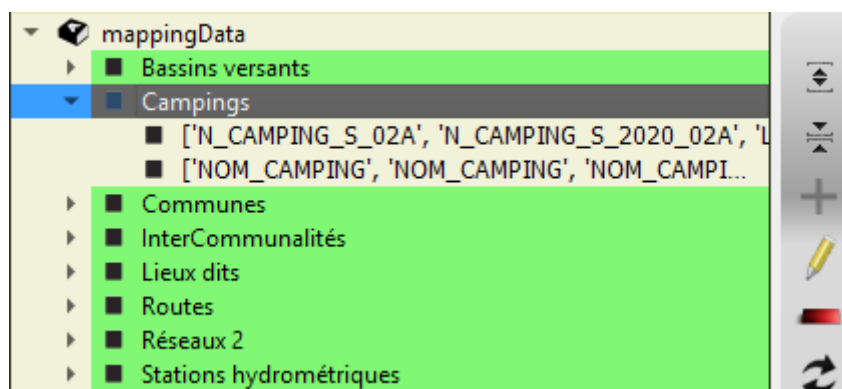 mappingData
Bassins versants
Campings
['N_CAMPING_S_02A', 'N_CAMPING_S_2020_02A', 'L
['NOM_CAMPING', 'NOM_CAMPING', 'NOM_CAMPI...
Communes
InterCommunalités
Lieux dits
Routes
Réseaux 2
Stations hydrométriques